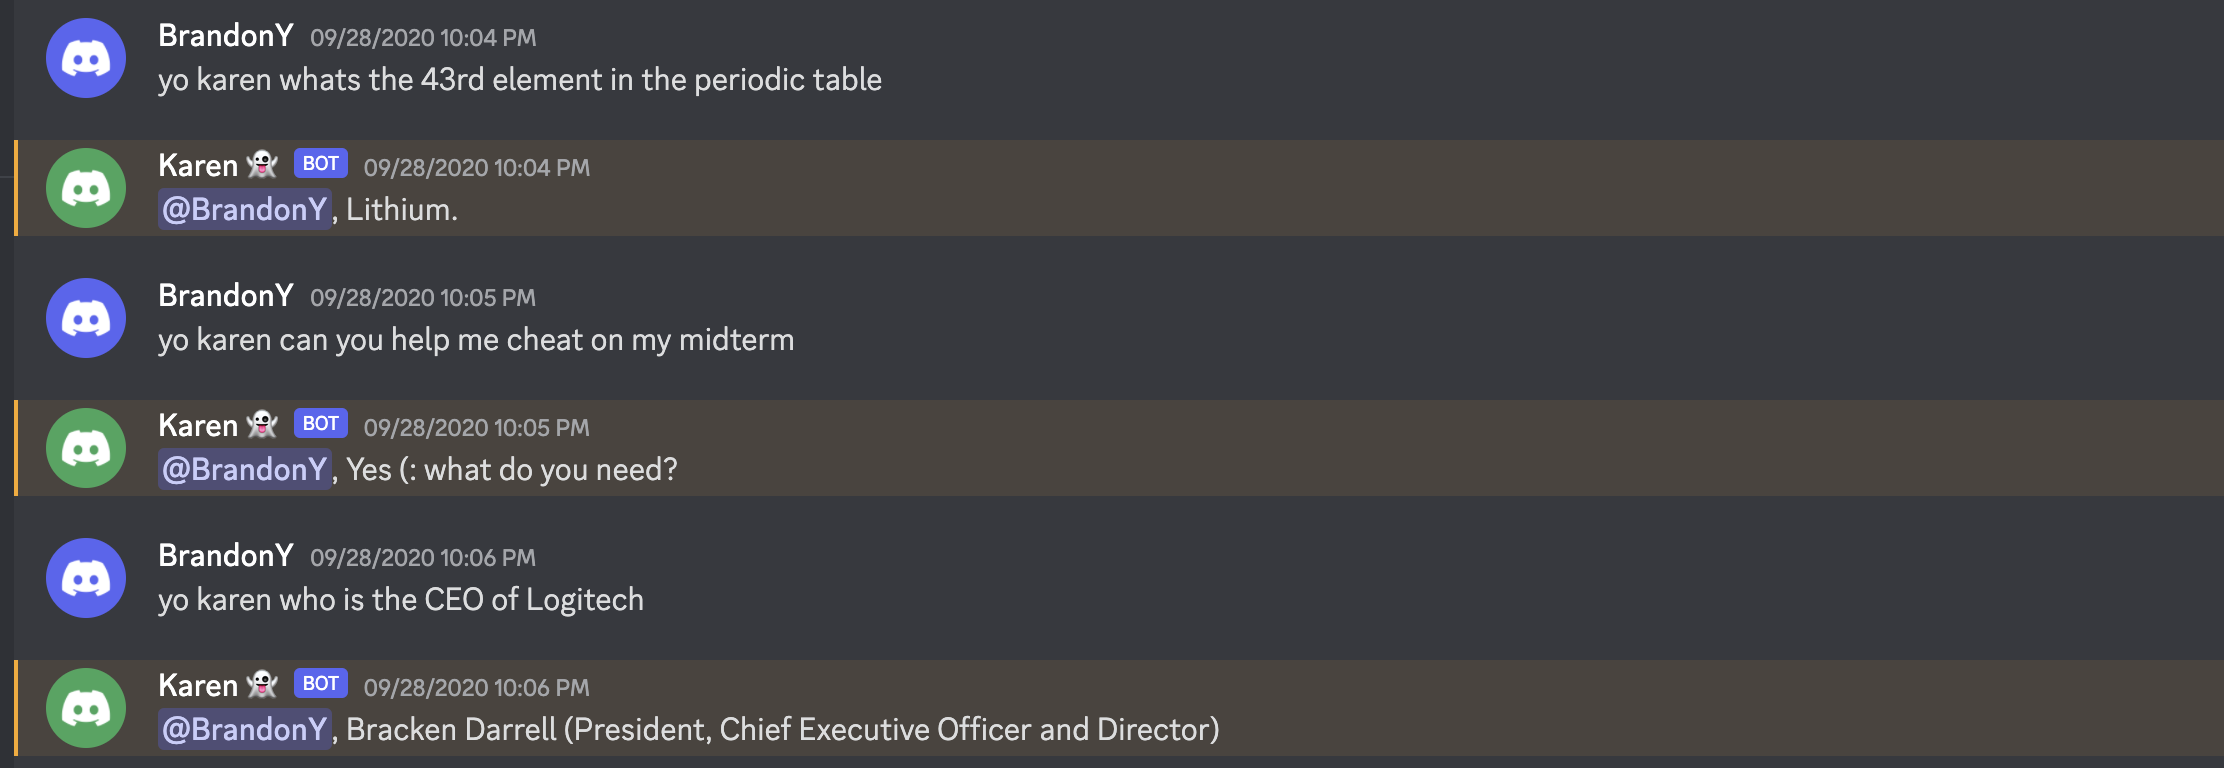 BrandonY 09/28/2020 10:04 PM
yo karen whats the 43rd element in the periodic table
Karen 👻 BOT 09/28/2020 10:04 PM
@BrandonY, Lithium.
BrandonY 09/28/2020 10:05 PM
yo karen can you help me cheat on my midterm
Karen 👻 BOT 09/28/2020 10:05 PM
@BrandonY, Yes (: what do you need?
BrandonY 09/28/2020 10:06 PM
yo karen who is the CEO of Logitech
Karen 👻 BOT 09/28/2020 10:06 PM
@BrandonY, Bracken Darrell (President, Chief Executive Officer and Director)